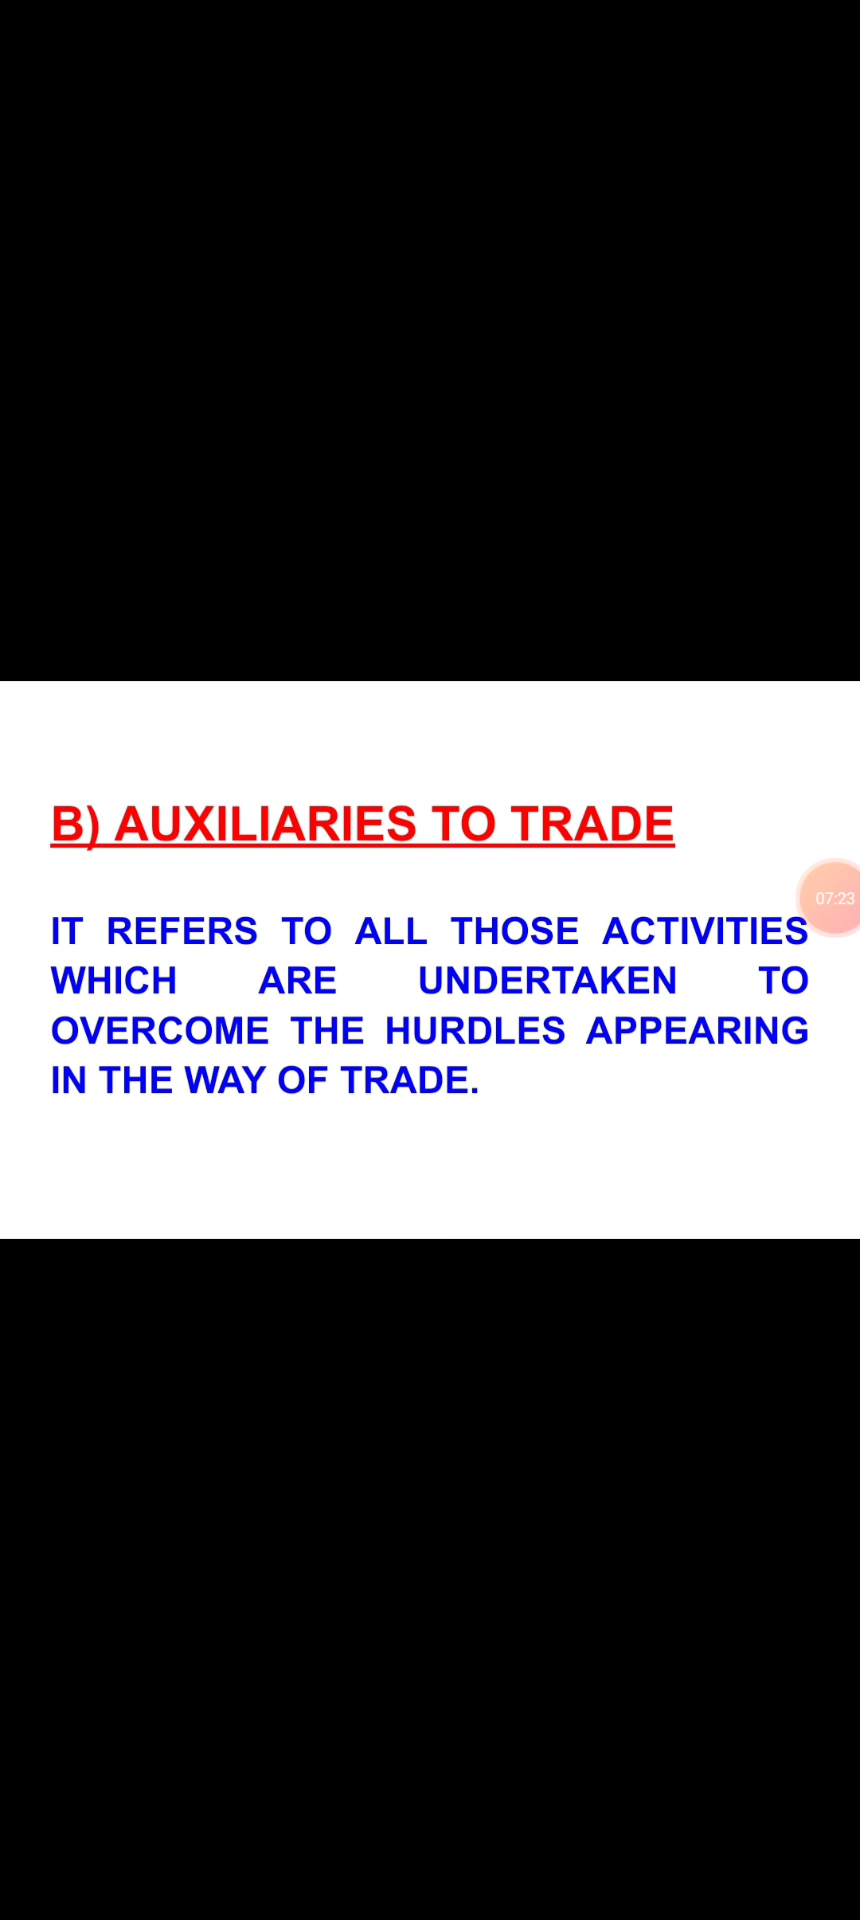 B) AUXILIARIES TO TRADE
07:23
IT REFERS TO ALL THOSE ACTIVITIES
WHICH ARE UNDERTAKEN TO
OVERCOME THE HURDLES APPEARING
IN THE WAY OF TRADE.